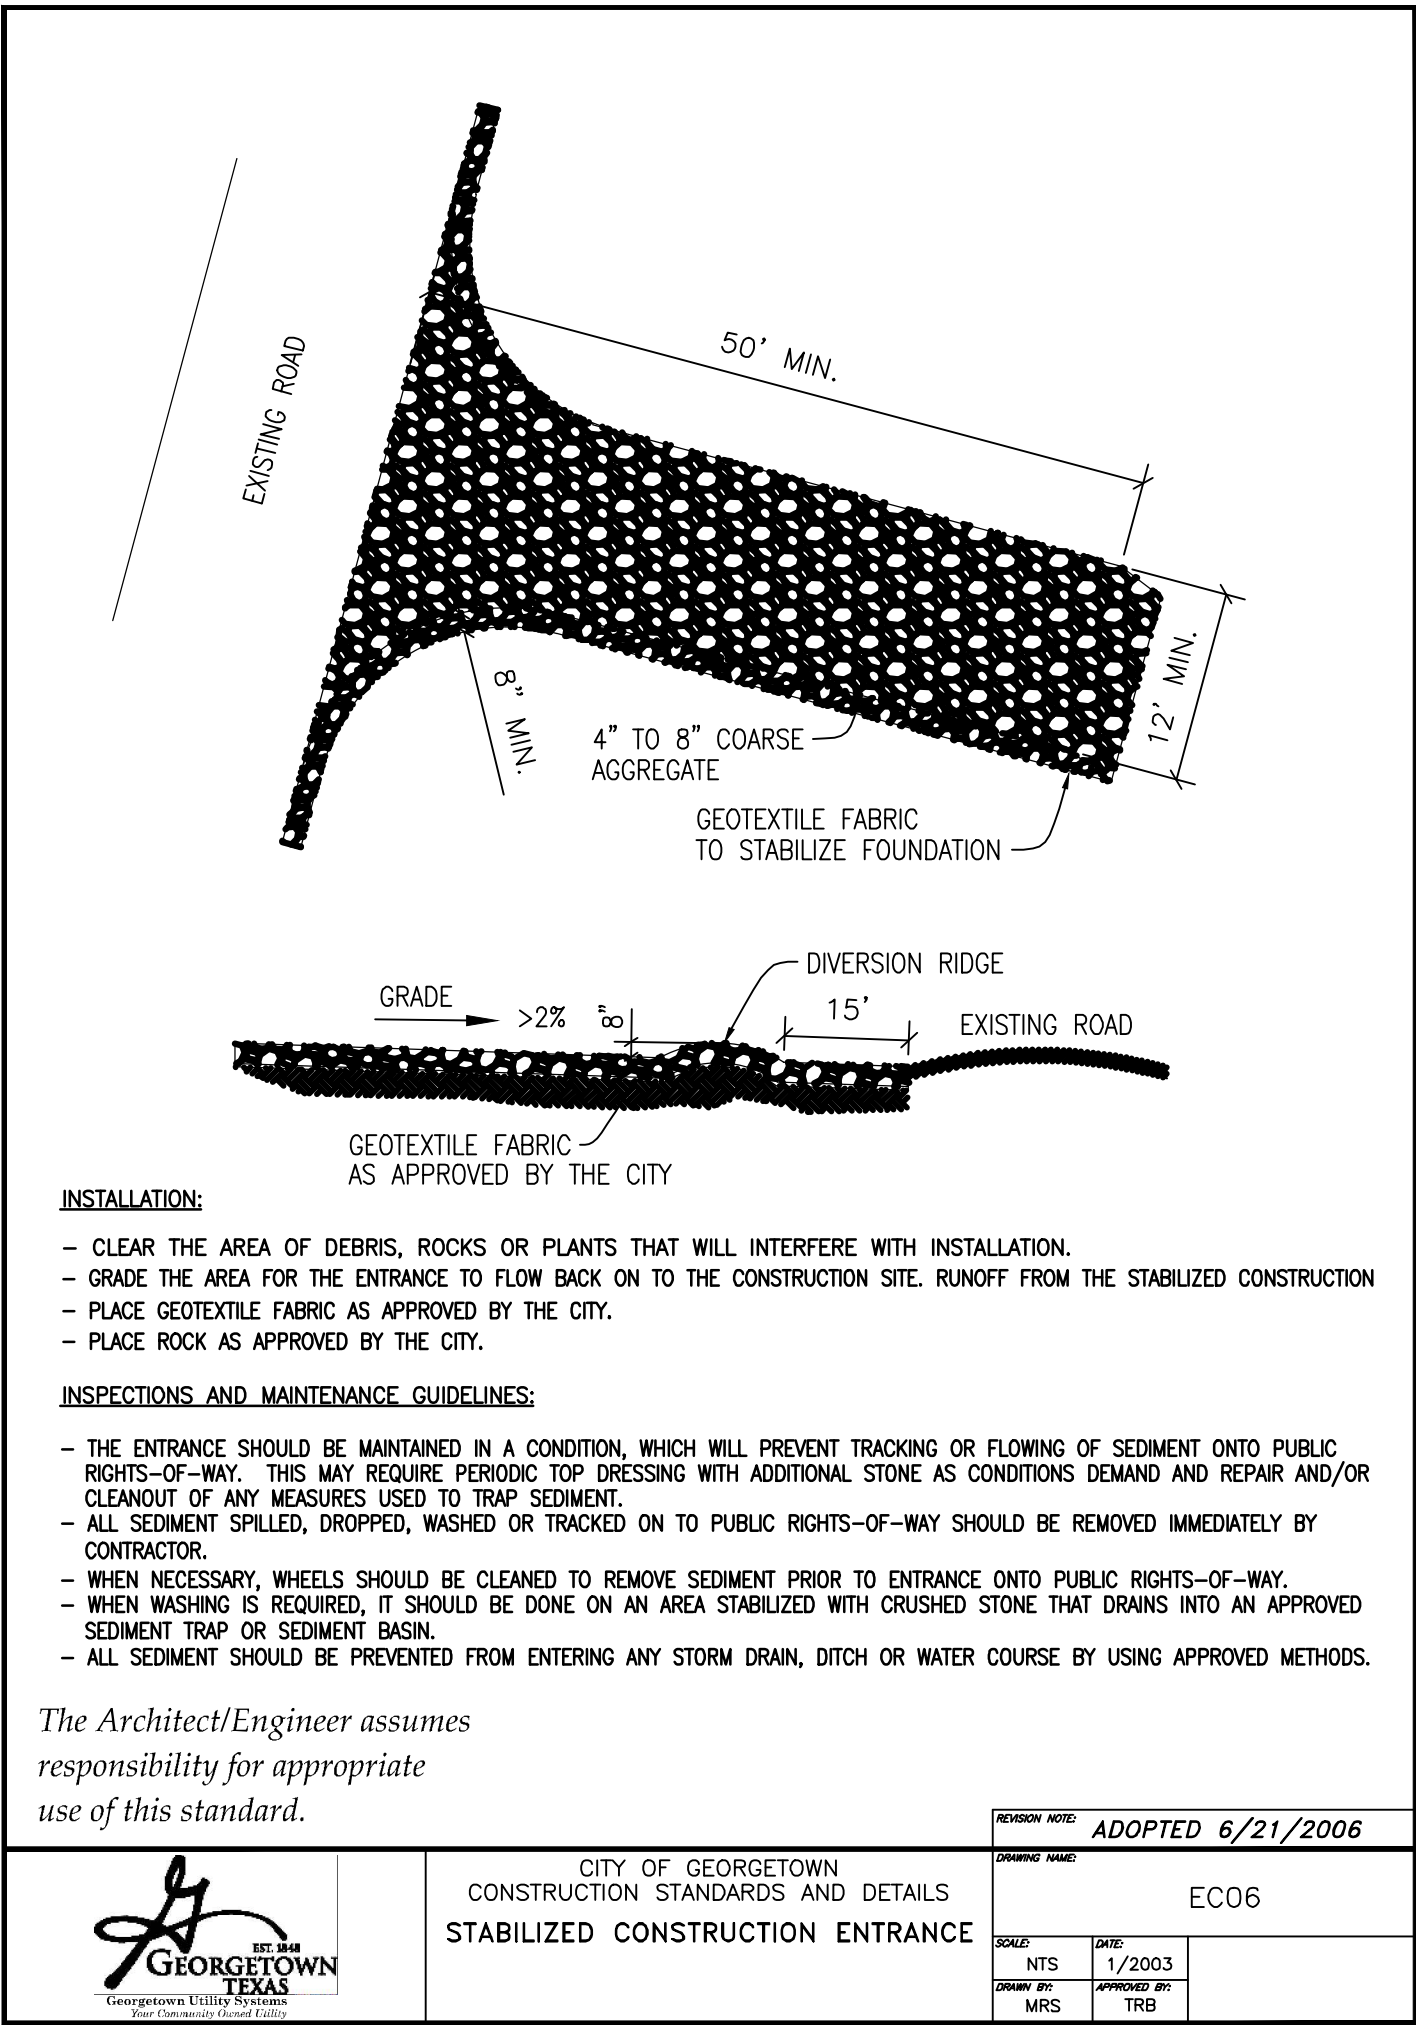 EXISTING ROAD
50' MIN.
12' MIN.
8" MIN.
4" TO 8" COARSE
AGGREGATE
GEOTEXTILE FABRIC
TO STABILIZE FOUNDATION
DIVERSION RIDGE
GRADE
>2%
8"
15'
EXISTING ROAD
GEOTEXTILE FABRIC
AS APPROVED BY THE CITY
INSTALLATION:
– CLEAR THE AREA OF DEBRIS, ROCKS OR PLANTS THAT WILL INTERFERE WITH INSTALLATION.
– GRADE THE AREA FOR THE ENTRANCE TO FLOW BACK ON TO THE CONSTRUCTION SITE. RUNOFF FROM THE STABILIZED CONSTRUCTION
– PLACE GEOTEXTILE FABRIC AS APPROVED BY THE CITY.
– PLACE ROCK AS APPROVED BY THE CITY.
INSPECTIONS AND MAINTENANCE GUIDELINES:
– THE ENTRANCE SHOULD BE MAINTAINED IN A CONDITION, WHICH WILL PREVENT TRACKING OR FLOWING OF SEDIMENT ONTO PUBLIC
RIGHTS–OF–WAY. THIS MAY REQUIRE PERIODIC TOP DRESSING WITH ADDITIONAL STONE AS CONDITIONS DEMAND AND REPAIR AND/OR
CLEANOUT OF ANY MEASURES USED TO TRAP SEDIMENT.
– ALL SEDIMENT SPILLED, DROPPED, WASHED OR TRACKED ON TO PUBLIC RIGHTS–OF–WAY SHOULD BE REMOVED IMMEDIATELY BY
CONTRACTOR.
– WHEN NECESSARY, WHEELS SHOULD BE CLEANED TO REMOVE SEDIMENT PRIOR TO ENTRANCE ONTO PUBLIC RIGHTS–OF–WAY.
– WHEN WASHING IS REQUIRED, IT SHOULD BE DONE ON AN AREA STABILIZED WITH CRUSHED STONE THAT DRAINS INTO AN APPROVED
SEDIMENT TRAP OR SEDIMENT BASIN.
– ALL SEDIMENT SHOULD BE PREVENTED FROM ENTERING ANY STORM DRAIN, DITCH OR WATER COURSE BY USING APPROVED METHODS.
The Architect/Engineer assumes
responsibility for appropriate
use of this standard.
REVISION NOTE:
ADOPTED 6/21/2006
EST. 1848
GEORGETOWN
TEXAS
Georgetown Utility Systems
Your Community Owned Utility
CITY OF GEORGETOWN
CONSTRUCTION STANDARDS AND DETAILS
STABILIZED CONSTRUCTION ENTRANCE
DRAWING NAME:
EC06
SCALE:
NTS
DATE:
1/2003
DRAWN BY:
MRS
APPROVED BY:
TRB